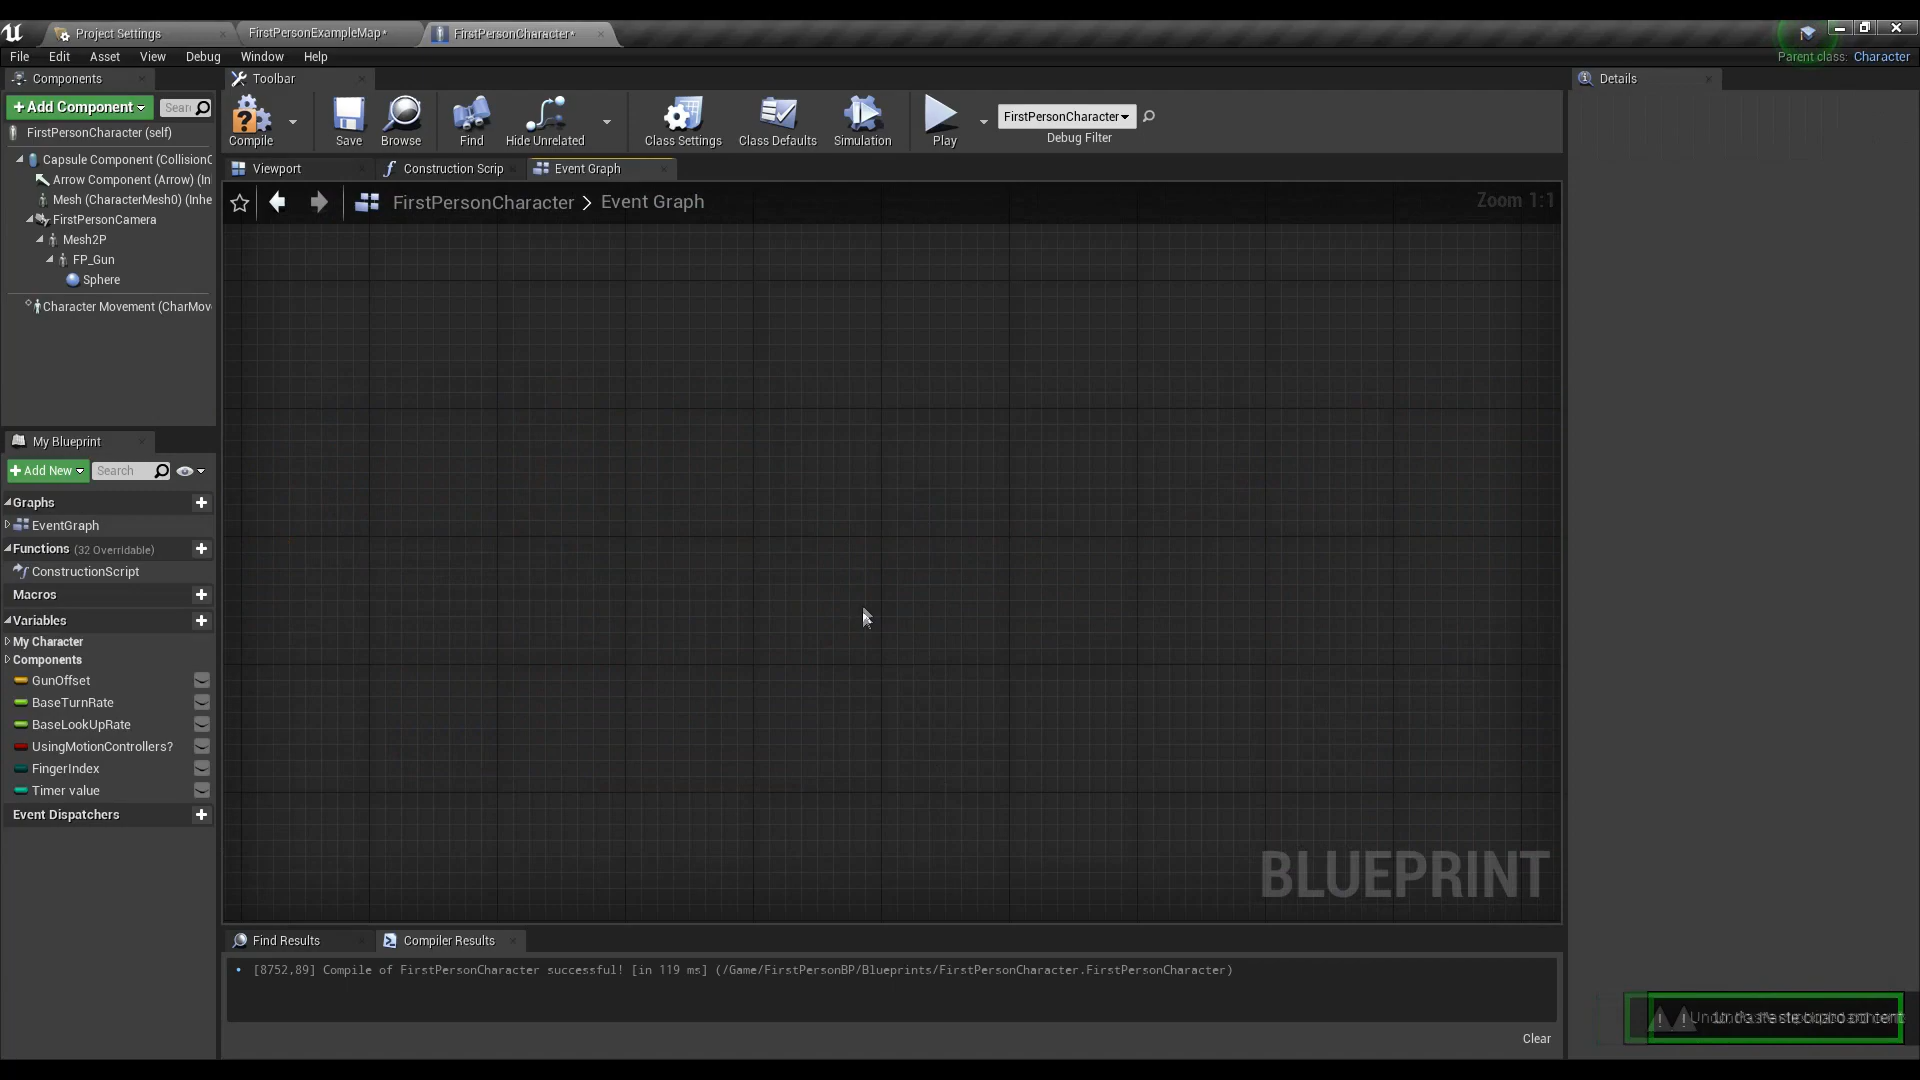 Project Settings
FirstPersonExampleMap*
FirstPersonCharacter*
File
Edit
Asset
View
Debug
Window
Help
Parent class: Character
Components
Toolbar
Details
+Add Component
Sear
Compile
Save
Browse
Find
Hide Unrelated
Class Settings
Class Defaults
Simulation
Play
FirstPersonCharacter
Debug Filter
FirstPersonCharacter (self)
Capsule Component (CollisionC
Arrow Component (Arrow) (In
Mesh (CharacterMesh0) (Inhe
FirstPersonCamera
Mesh2P
FP_Gun
Sphere
Character Movement (CharMov
Viewport
Construction Scrip
Event Graph
FirstPersonCharacter > Event Graph
Zoom 1:1
My Blueprint
+Add New
Search
Graphs
EventGraph
Functions (32 Overridable)
ConstructionScript
Macros
Variables
My Character
Components
GunOffset
BaseTurnRate
BaseLookUpRate
UsingMotionControllers?
FingerIndex
Timer value
Event Dispatchers
BLUEPRINT
Find Results
Compiler Results
[8752,89] Compile of FirstPersonCharacter successful! [in 119 ms] (/Game/FirstPersonBP/Blueprints/FirstPersonCharacter.FirstPersonCharacter)
Clear